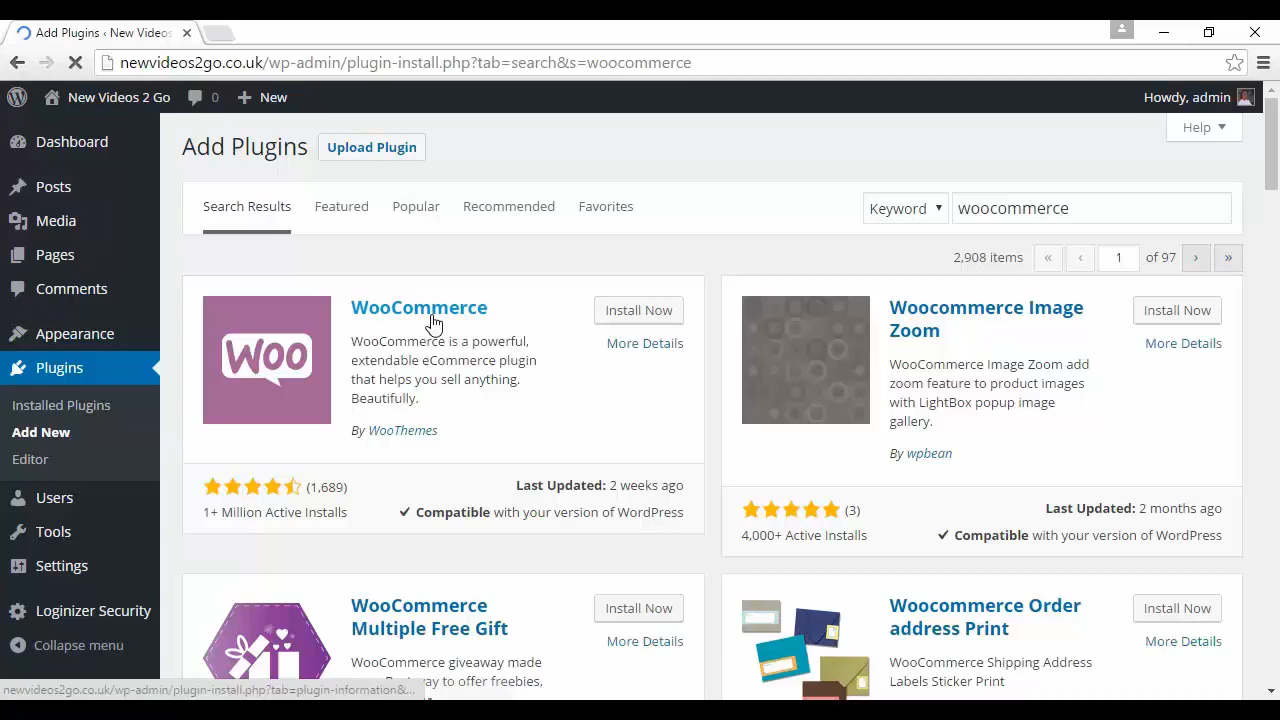 Add Plugins ‹ New Videos
newvideos2go.co.uk/wp-admin/plugin-install.php?tab=search&s=woocommerce
New Videos 2 Go
0
New
Howdy, admin
Dashboard
Posts
Media
Pages
Comments
Appearance
Plugins
Installed Plugins
Add New
Editor
Users
Tools
Settings
Loginizer Security
Collapse menu
Add Plugins
Upload Plugin
Help
Search Results
Featured
Popular
Recommended
Favorites
Keyword
woocommerce
2,908 items
«
‹
1
of 97
›
»
WOO
WooCommerce
Install Now
More Details
WooCommerce is a powerful,
extendable eCommerce plugin
that helps you sell anything.
Beautifully.
By WooThemes
(1,689)
Last Updated: 2 weeks ago
1+ Million Active Installs
Compatible with your version of WordPress
Woocommerce Image
Zoom
Install Now
More Details
WooCommerce Image Zoom add
zoom feature to product images
with LightBox popup image
gallery.
By wpbean
(3)
Last Updated: 2 months ago
4,000+ Active Installs
Compatible with your version of WordPress
WooCommerce
Multiple Free Gift
Install Now
More Details
WooCommerce giveaway made
way to offer freebies,
Woocommerce Order
address Print
Install Now
More Details
WooCommerce Shipping Address
Labels Sticker Print
newvideos2go.co.uk/wp-admin/plugin-install.php?tab=plugin-information&...